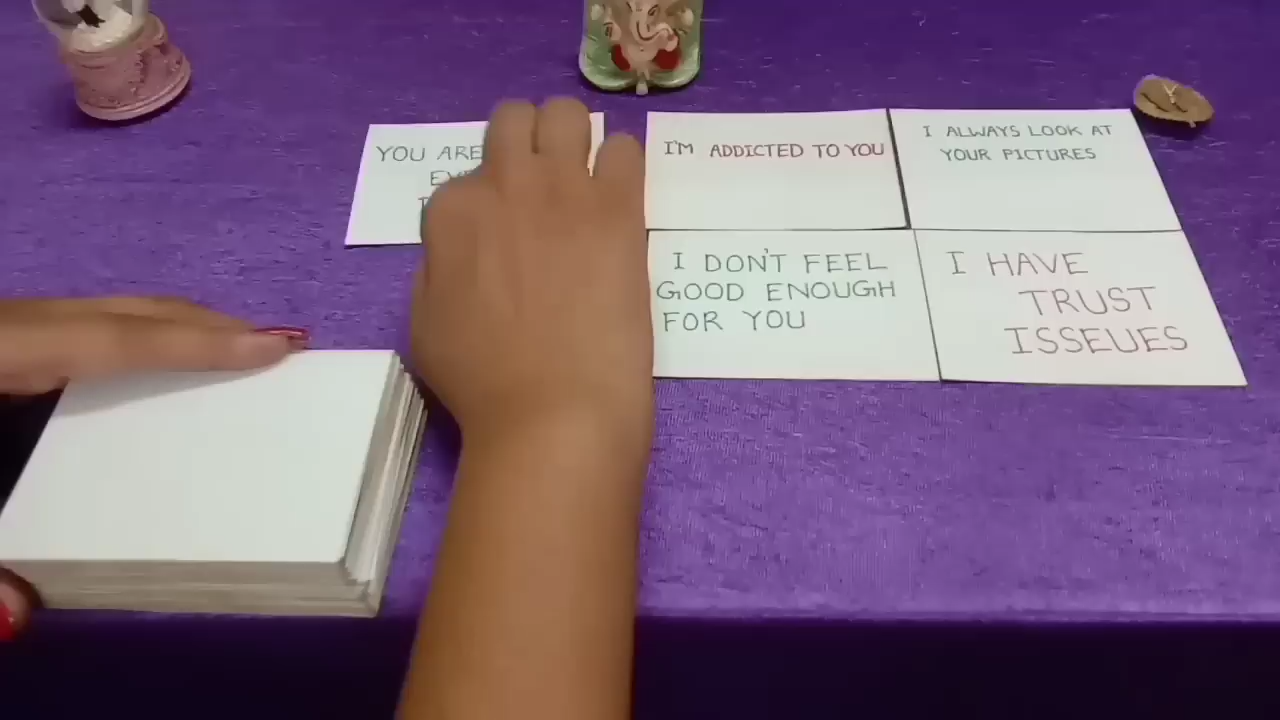 YOU ARE
I'M ADDICTED TO YOU
I ALWAYS LOOK AT
YOUR PICTURES
I DON'T FEEL
GOOD ENOUGH
FOR YOU
I HAVE
TRUST
ISSEUES